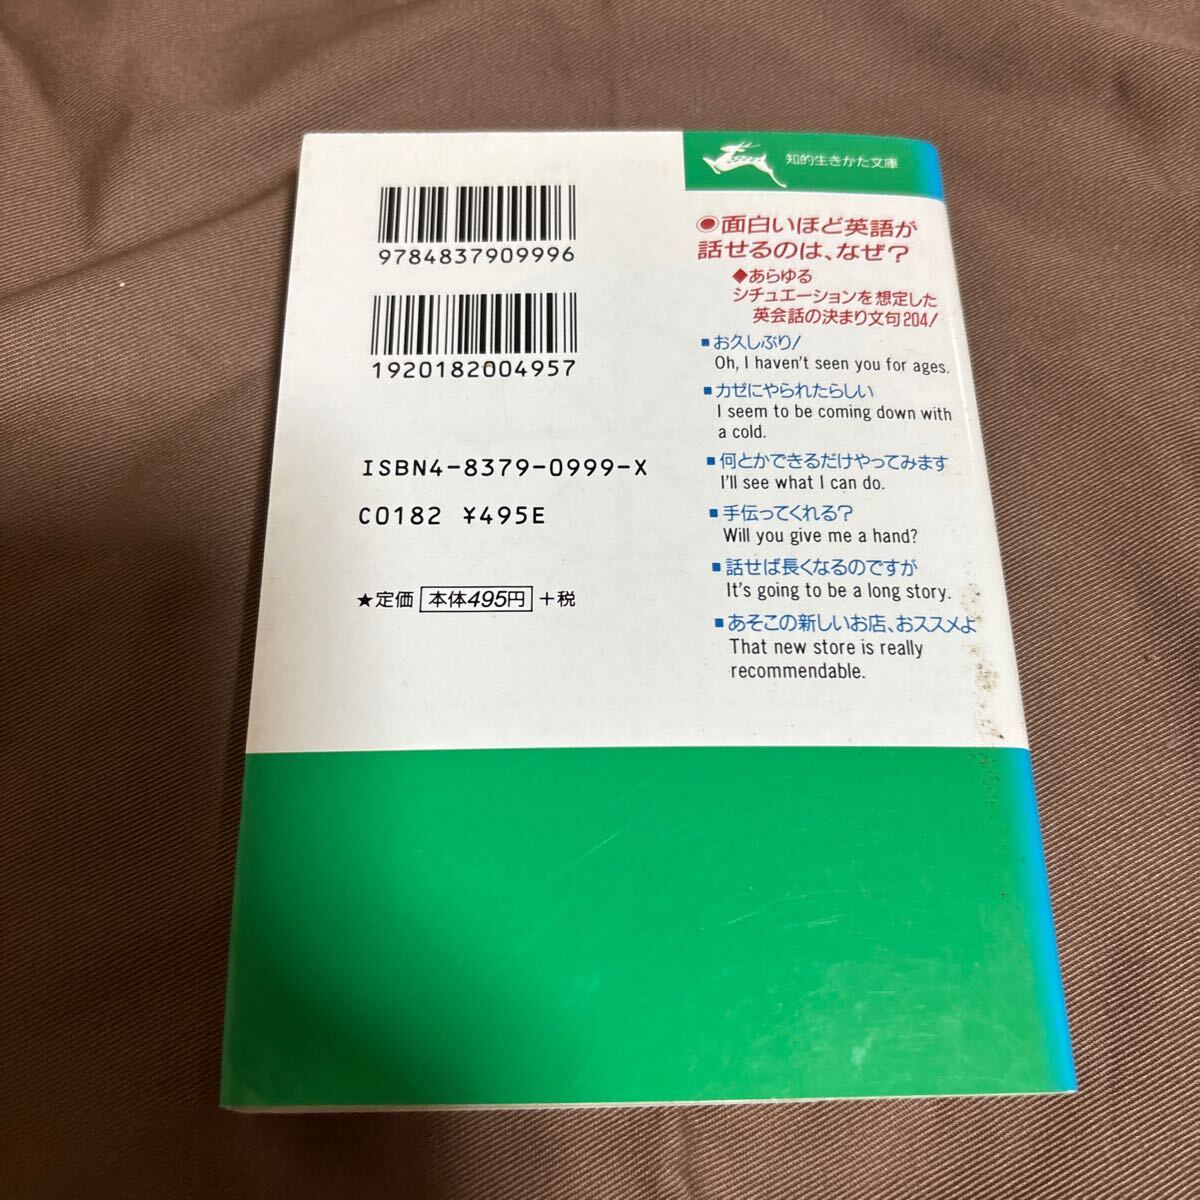 知的生きかた文庫
9784837909996
1920182004957
ISBN4-8379-0999-X
C0182 ¥495E
★定価 本体495円 +税
◉面白いほど英語が
話せるのは、なぜ?
◆あらゆる
シチュエーションを想定した
英会話の決まり文句204!
■お久しぶり!
Oh, I haven't seen you for ages.
■カゼにやられたらしい
I seem to be coming down with
a cold.
■何とかできるだけやってみます
I'll see what I can do.
■手伝ってくれる?
Will you give me a hand?
■話せば長くなるのですが
It's going to be a long story.
■あそこの新しいお店、おススメよ
That new store is really
recommendable.